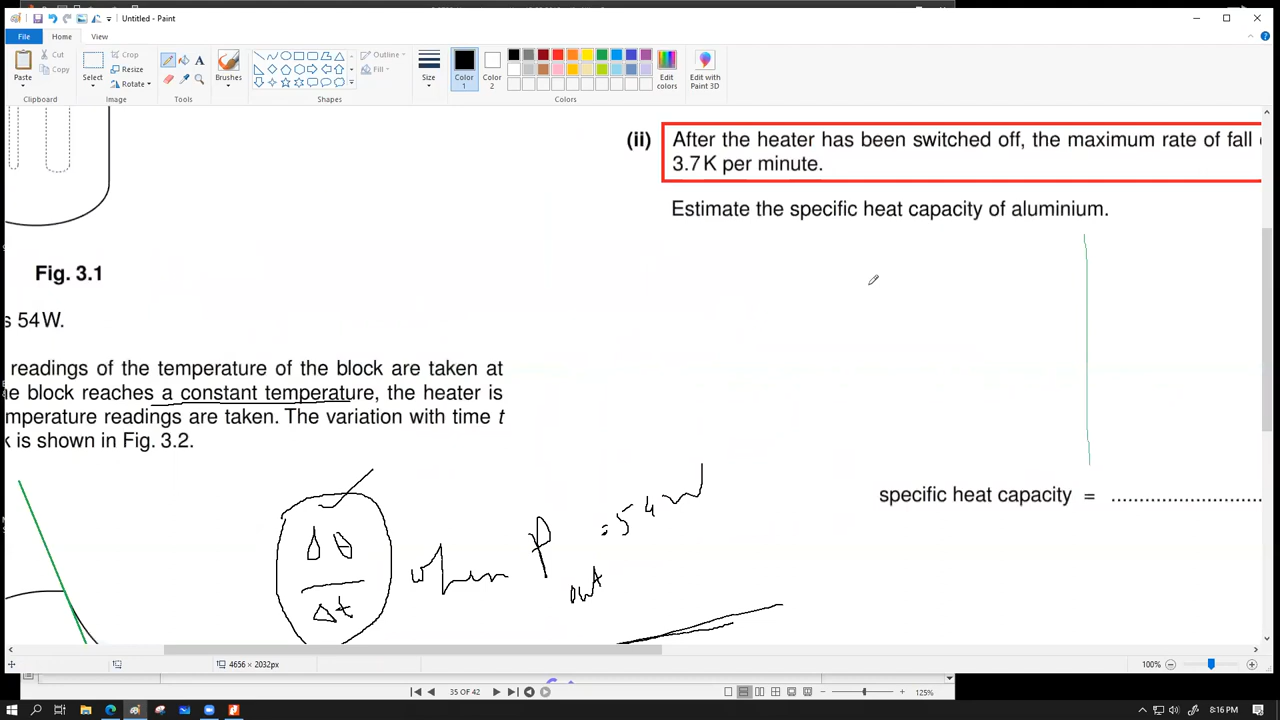 Untitled - Paint
File
Home
View
Cut
Copy
Paste
Clipboard
Crop
Resize
Rotate
Select
Image
Tools
Brushes
Shapes
Outline
Fill
Size
Color 1
Color 2
Edit colors
Colors
Edit with Paint 3D
(ii) After the heater has been switched off, the maximum rate of fall
3.7 K per minute.
Estimate the specific heat capacity of aluminium.
Fig. 3.1
s 54 W.
readings of the temperature of the block are taken at
e block reaches a constant temperature, the heater is
mperature readings are taken. The variation with time t
k is shown in Fig. 3.2.
specific heat capacity = ..........................
Δθ
Δt
when P out = 54 W
4656 × 2032px
100%
35 OF 42
125%
8:16 PM